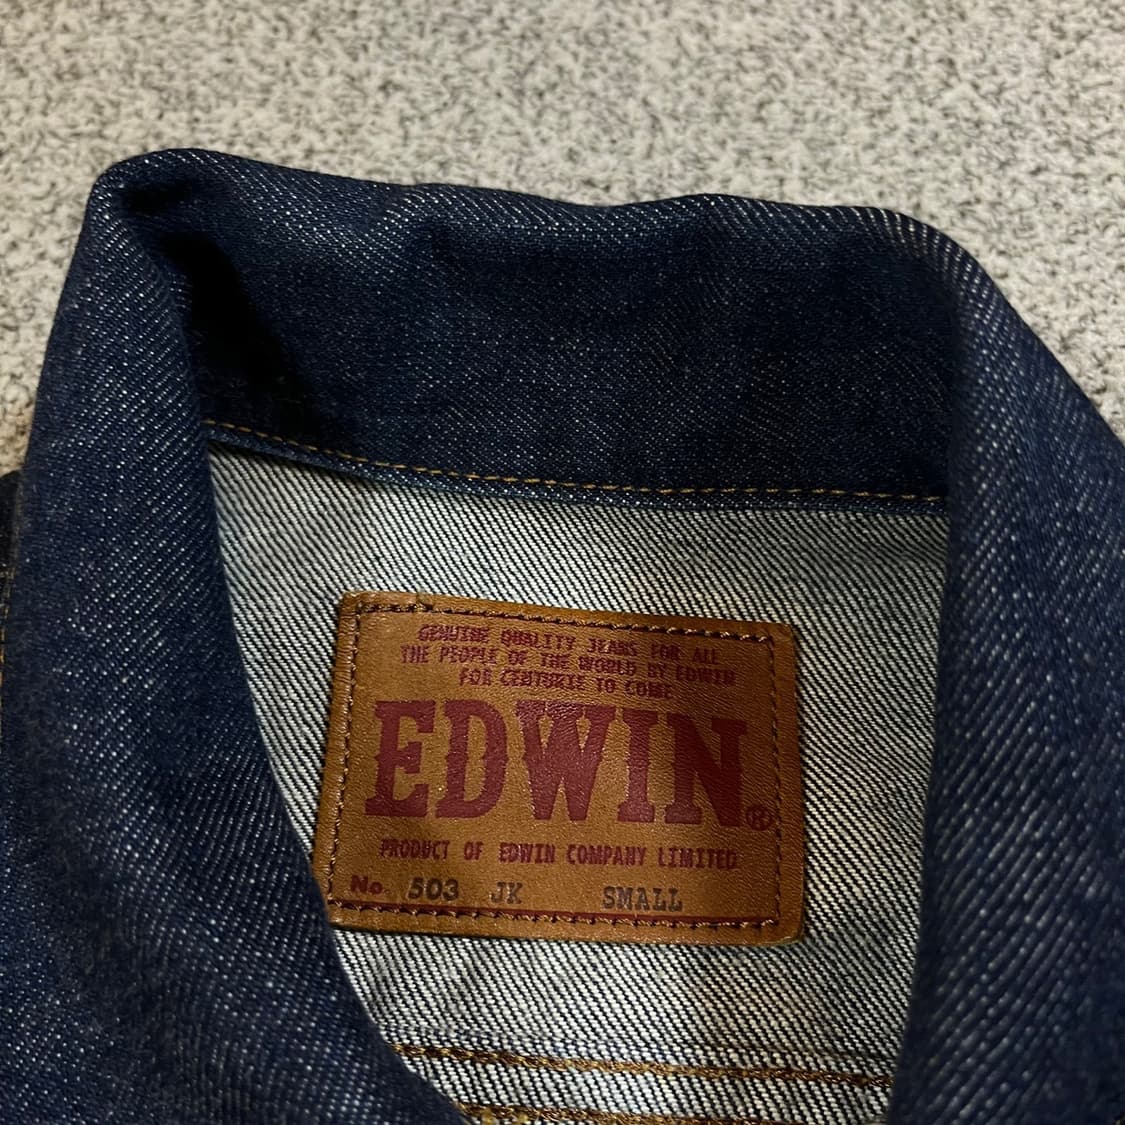 GENUINE QUALITY JEANS FOR ALL
THE PEOPLE OF THE WORLD BY EDWIN
FOR CENTURIE TO COME
EDWIN®
PRODUCT OF EDWIN COMPANY LIMITED
No. 503 JK SMALL